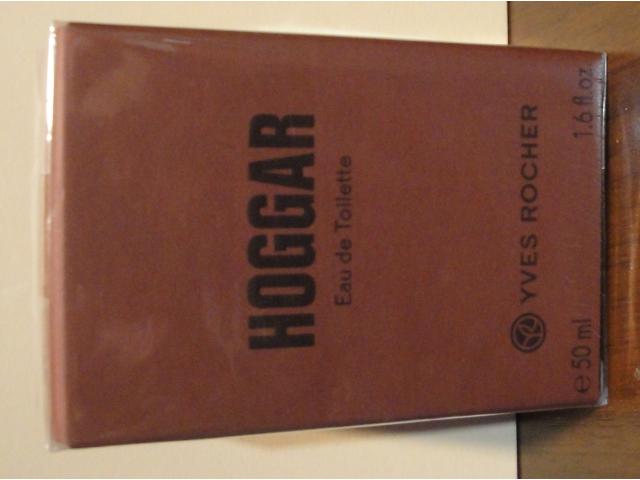 HOGGAR
Eau de Toilette
YVES ROCHER
e 50 ml 1.6 fl.oz.